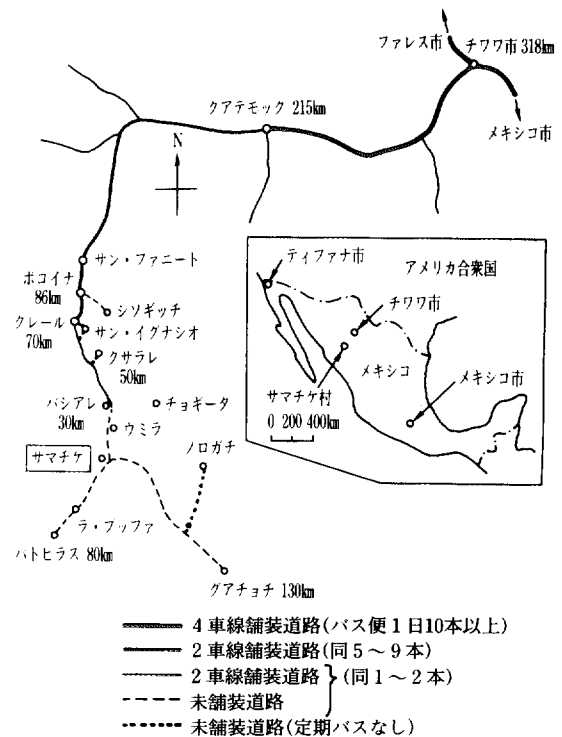 ファレス市
チワワ市 318km
クアテモック 215km
メキシコ市
N
サン・ファニート
ボコイナ
86km
シソギッチ
クレール
70km
サン・イグナシオ
クサラレ
50km
バシアレ
30km
チョギータ
ウミラ
ノロガチ
サマチケ
ラ・ブッファ
バトヒラス 80km
グアチョチ 130km
ティファナ市
アメリカ合衆国
チワワ市
メキシコ
サマチケ村
メキシコ市
0 200 400km
4車線舗装道路(バス便1日10本以上)
2車線舗装道路(同5～9本)
2車線舗装道路
未舗装道路
(同1～2本)
未舗装道路(定期バスなし)